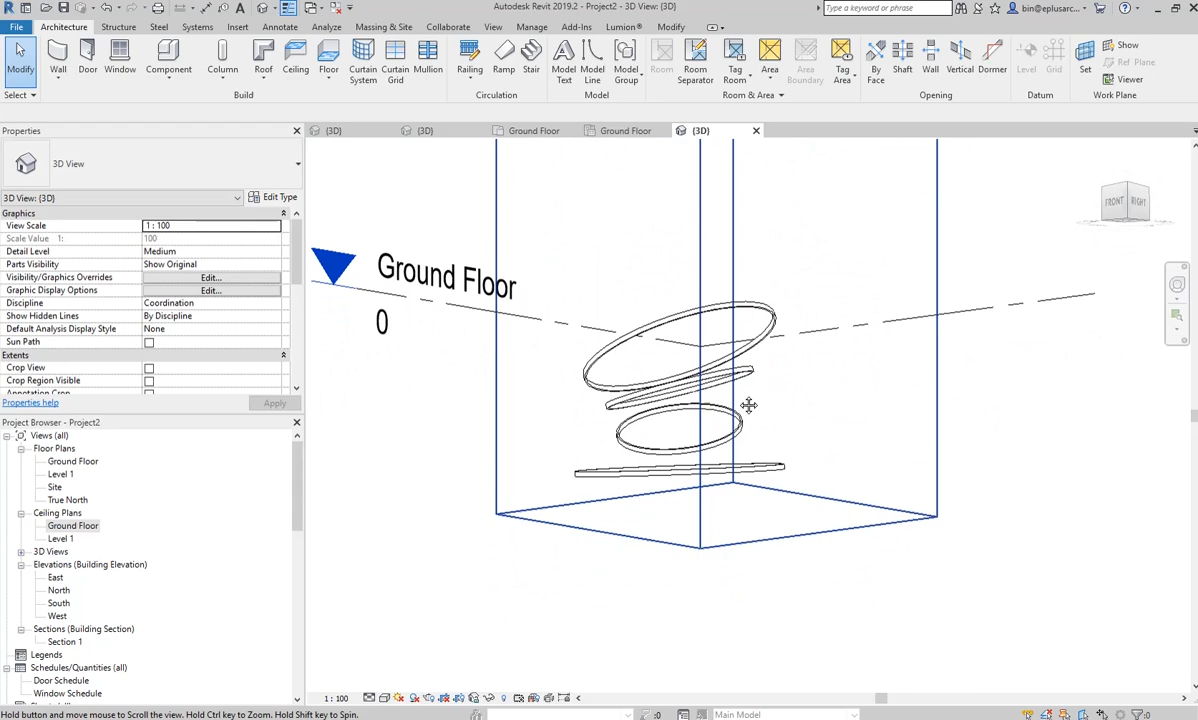 Autodesk Revit 2019.2 - Project2 - 3D View: {3D}
Type a keyword or phrase
bin@eplusarc...
File
Architecture
Structure
Steel
Systems
Insert
Annotate
Analyze
Massing & Site
Collaborate
View
Manage
Add-Ins
Lumion®
Modify
Modify
Wall
Door
Window
Component
Column
Roof
Ceiling
Floor
Curtain System
Curtain Grid
Mullion
Railing
Ramp
Stair
Model Text
Model Line
Model Group
Room
Room Separator
Tag Room
Area
Area Boundary
Tag Area
By Face
Shaft
Wall
Vertical
Dormer
Level
Grid
Set
Show
Ref Plane
Viewer
Select
Build
Circulation
Model
Room & Area
Opening
Datum
Work Plane
Properties
{3D}
{3D}
Ground Floor
Ground Floor
{3D}
3D View
3D View: {3D}
Edit Type
Graphics
View Scale 1 : 100
Scale Value 1: 100
Detail Level Medium
Parts Visibility Show Original
Visibility/Graphics Overrides Edit...
Graphic Display Options Edit...
Discipline Coordination
Show Hidden Lines By Discipline
Default Analysis Display Style None
Sun Path
Extents
Crop View
Crop Region Visible
Annotation Crop
Properties help
Apply
Project Browser - Project2
Views (all)
Floor Plans
Ground Floor
Level 1
Site
True North
Ceiling Plans
Ground Floor
Level 1
3D Views
Elevations (Building Elevation)
East
North
South
West
Sections (Building Section)
Section 1
Legends
Schedules/Quantities (all)
Door Schedule
Window Schedule
Ground Floor
0
FRONT
RIGHT
1 : 100
Hold button and move mouse to Scroll the view. Hold Ctrl key to Zoom. Hold Shift key to Spin.
:0
Main Model
:0